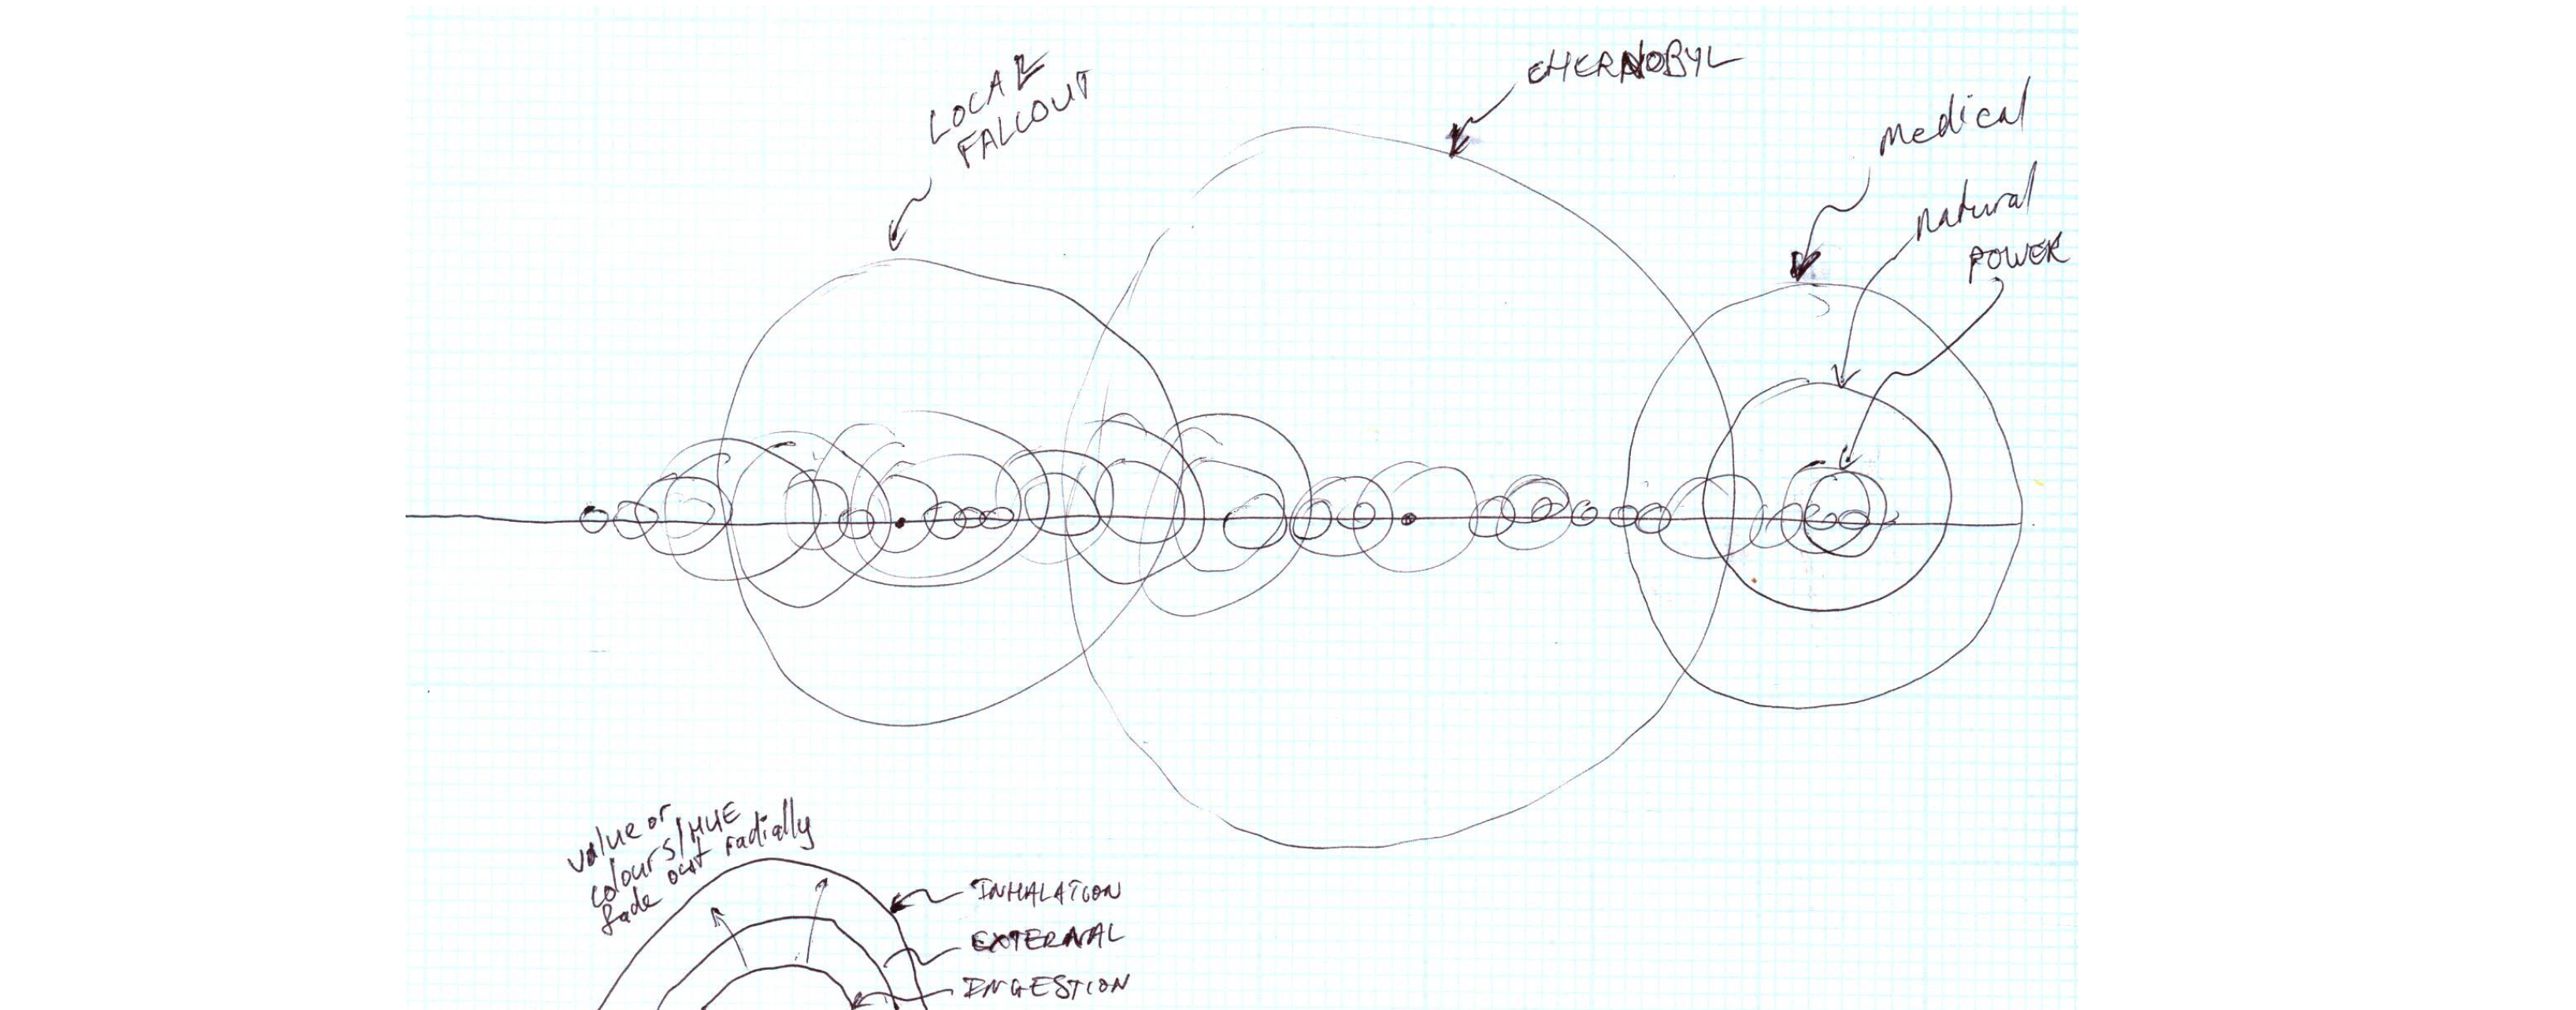 LOCAL
FALLOUT
CHERNOBYL
Medical
natural
POWER
value or
colours/HUE
fade out radially
INHALATION
EXTERNAL
INGESTION